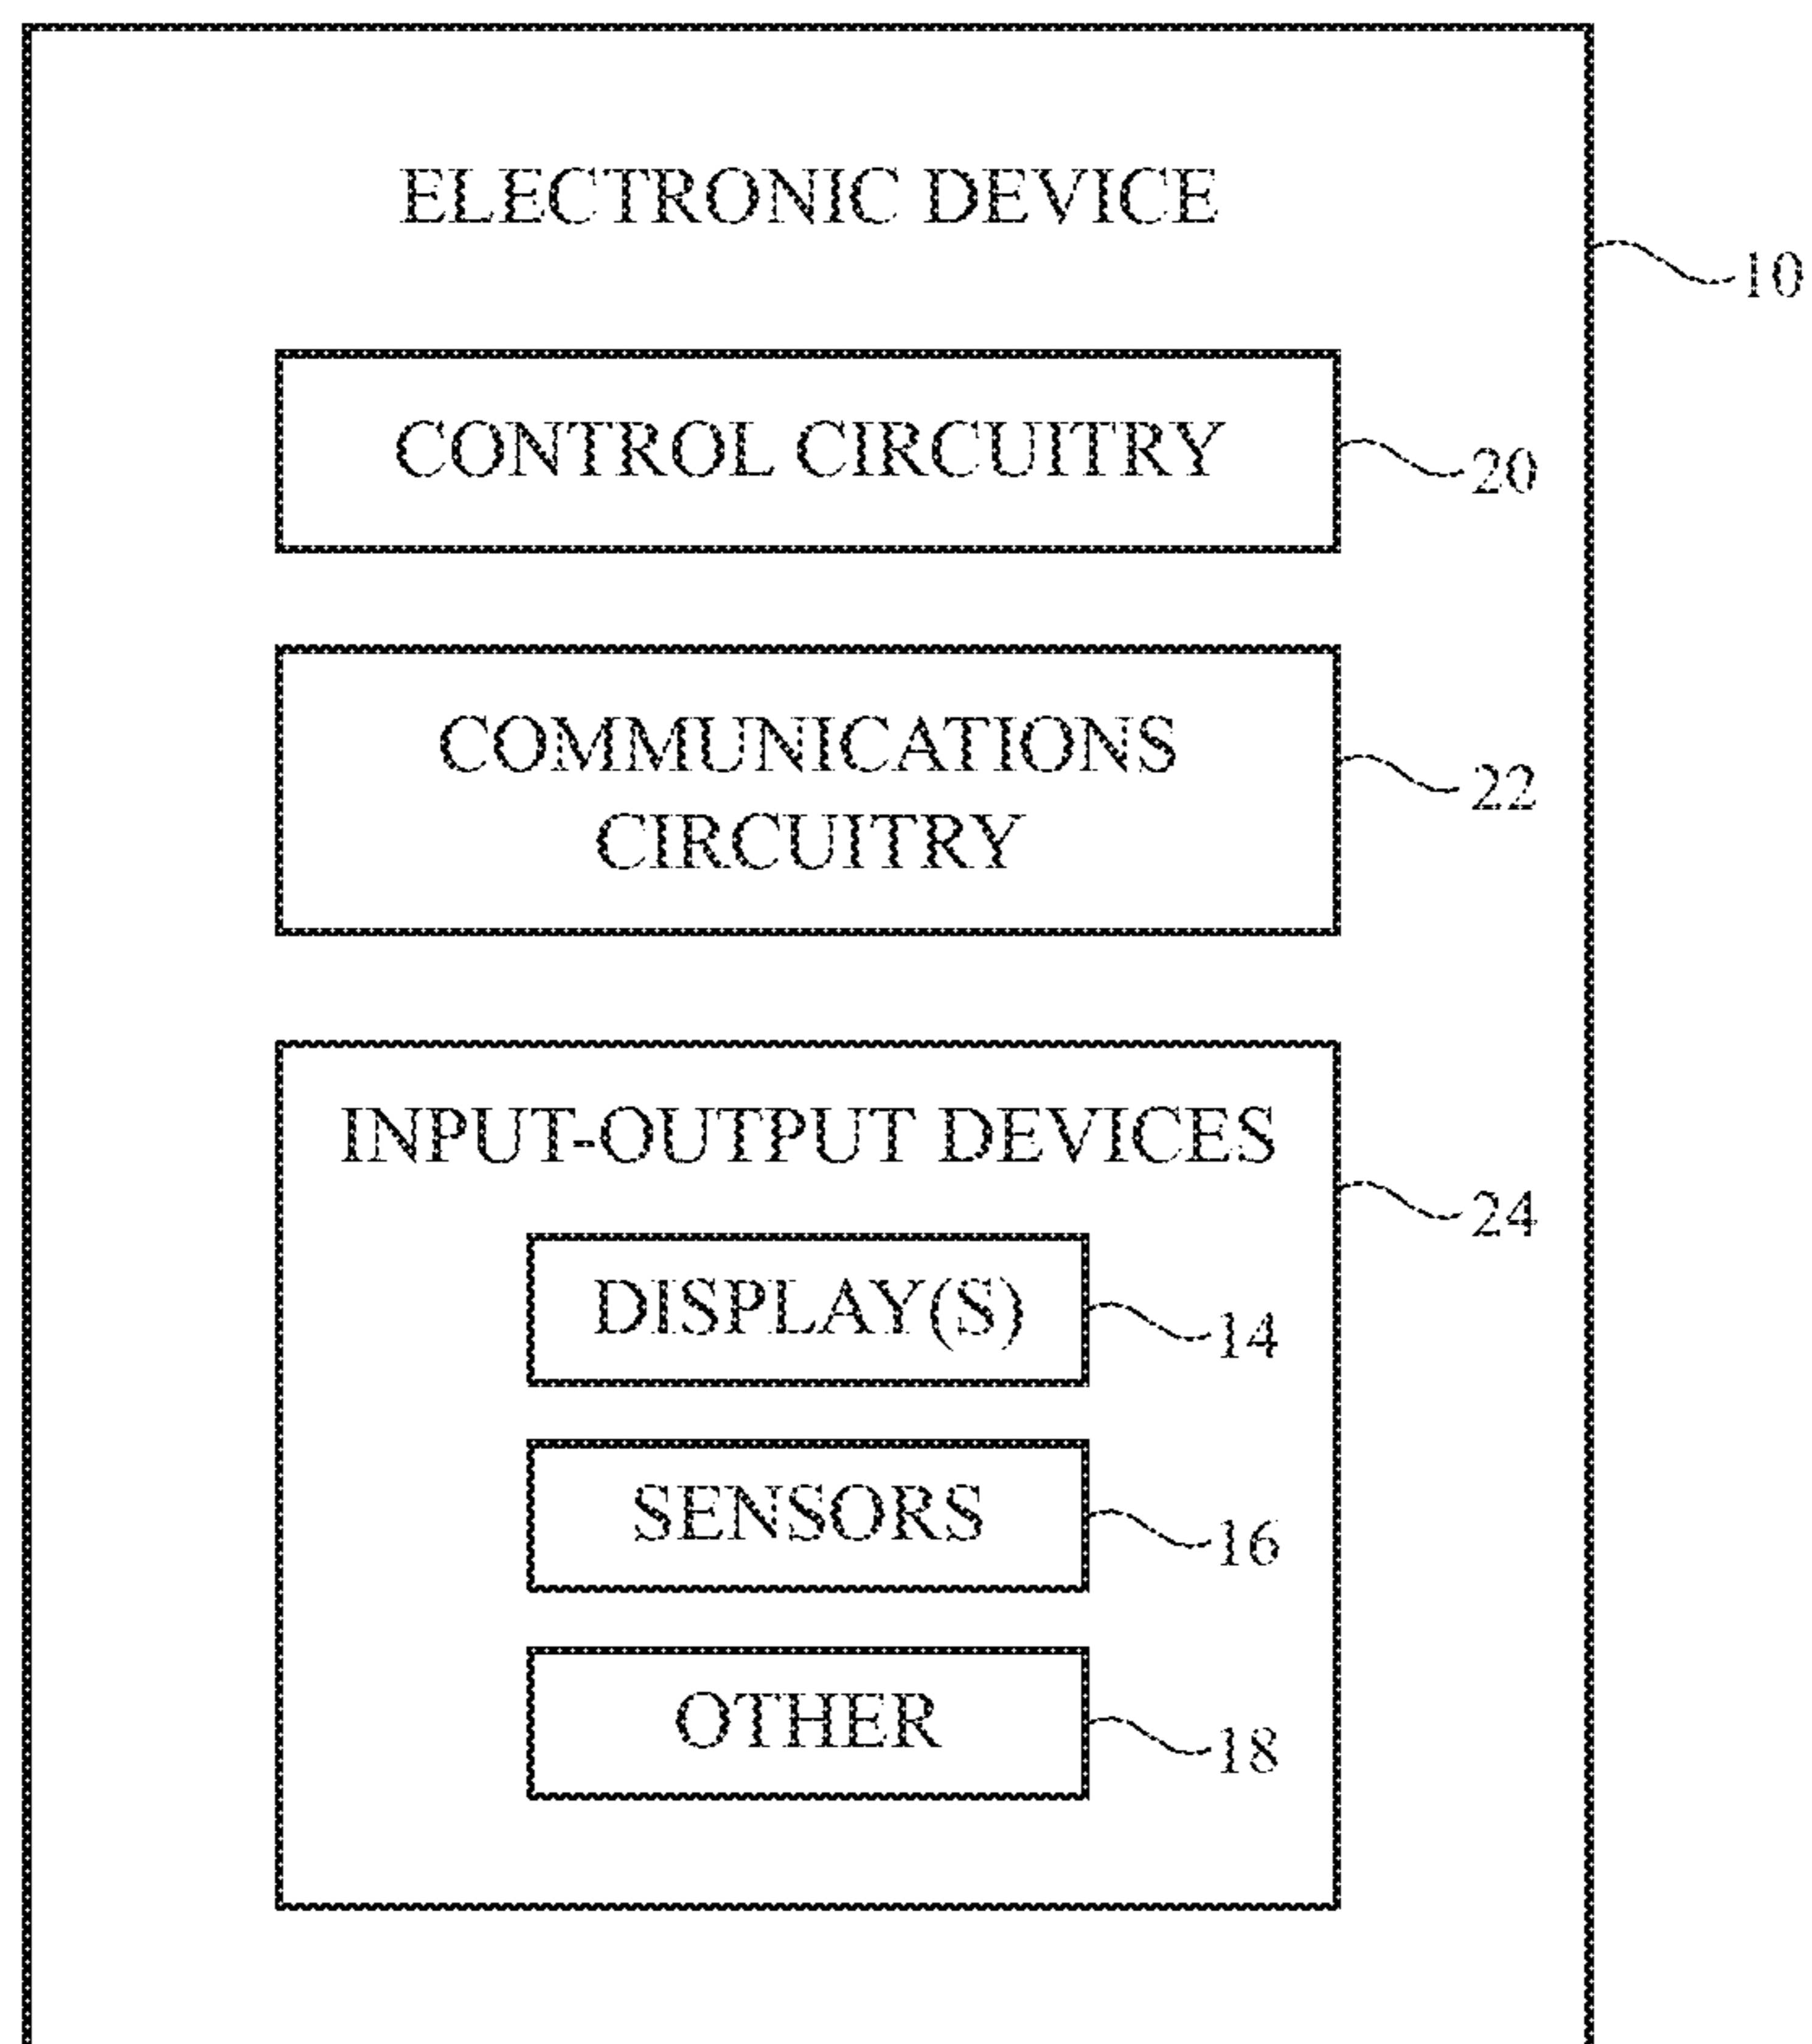 ELECTRONIC DEVICE
10
CONTROL CIRCUITRY
20
COMMUNICATIONS
CIRCUITRY
22
INPUT-OUTPUT DEVICES
24
DISPLAY(S)
14
SENSORS
16
OTHER
18